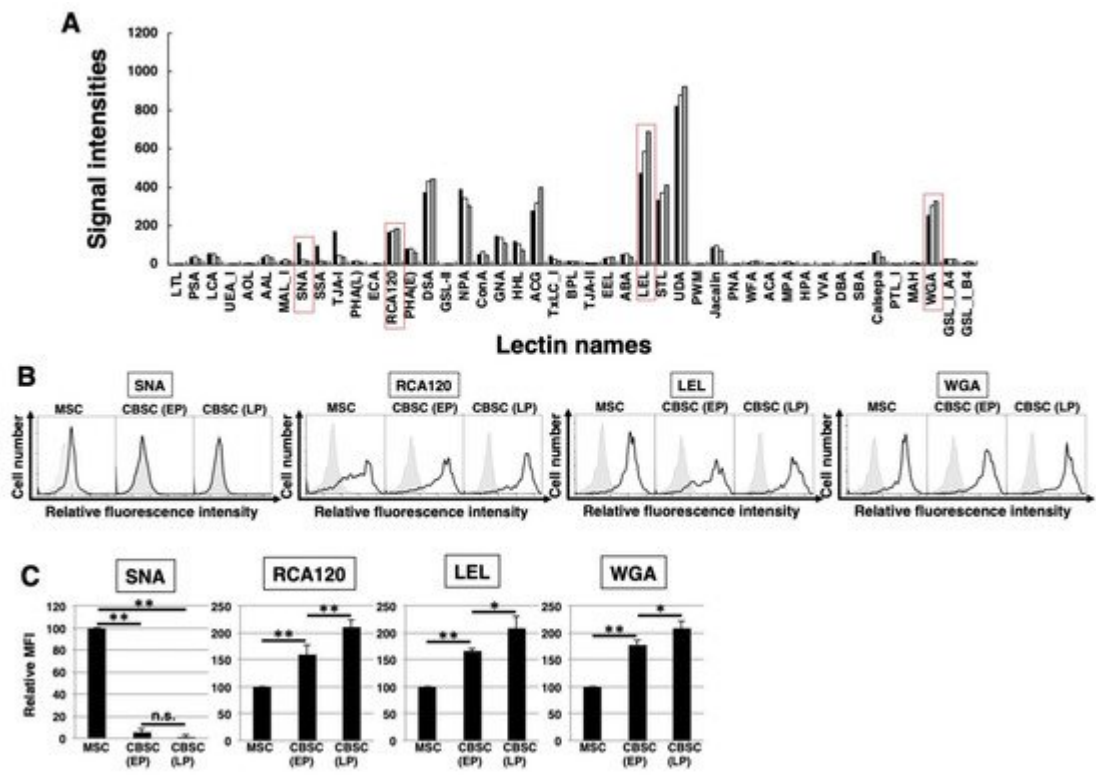 A
1200
1000
800
600
400
200
0
Signal intensities
LTL
PSA
LCA
UEA_I
AOL
AAL
MAL_I
SNA
SSA
TJA-I
PHA(L)
ECA
RCA120
PHA(E)
DSA
GSL-II
NPA
ConA
GNA
HHL
ACG
TxLC_I
BPL
TJA-II
EEL
ABA
LEL
STL
UDA
PWM
Jacalin
PNA
WFA
ACA
MPA
HPA
VVA
DBA
SBA
Calsepa
PTL_I
MAH
WGA
GSL_I_A4
GSL_I_B4
Lectin names
B
SNA
RCA120
LEL
WGA
MSC CBSC (EP) CBSC (LP)
MSC CBSC (EP) CBSC (LP)
MSC CBSC (EP) CBSC (LP)
MSC CBSC (EP) CBSC (LP)
Cell number
Cell number
Cell number
Cell number
Relative fluorescence intensity
Relative fluorescence intensity
Relative fluorescence intensity
Relative fluorescence intensity
C
SNA
RCA120
LEL
WGA
Relative MFI
120
100
80
60
40
20
0
**
**
n.s.
MSC CBSC (EP) CBSC (LP)
250
200
150
100
50
0
**
**
MSC CBSC (EP) CBSC (LP)
250
200
150
100
50
0
**
*
MSC CBSC (EP) CBSC (LP)
250
200
150
100
50
0
**
*
MSC CBSC (EP) CBSC (LP)